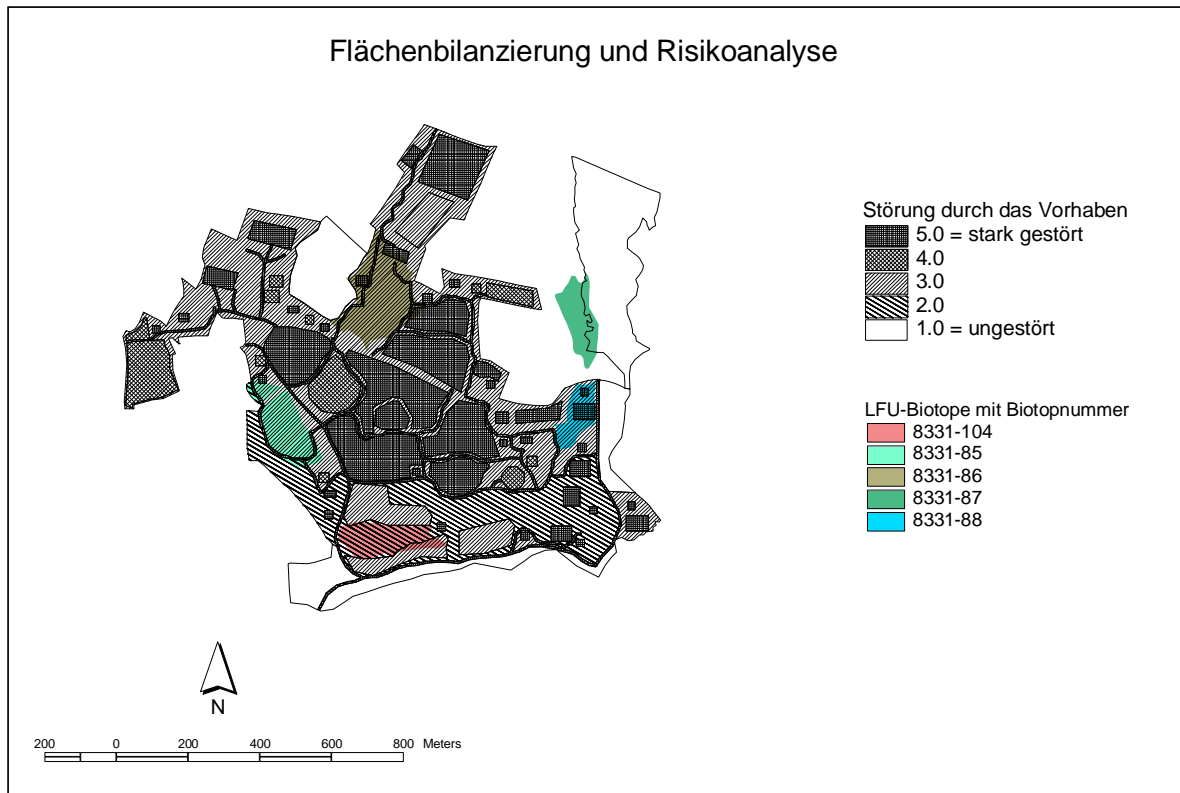 Flächenbilanzierung und Risikoanalyse
Störung durch das Vorhaben
5.0 = stark gestört
4.0
3.0
2.0
1.0 = ungestört
LFU-Biotope mit Biotopnummer
8331-104
8331-85
8331-86
8331-87
8331-88
N
200 0 200 400 600 800 Meters